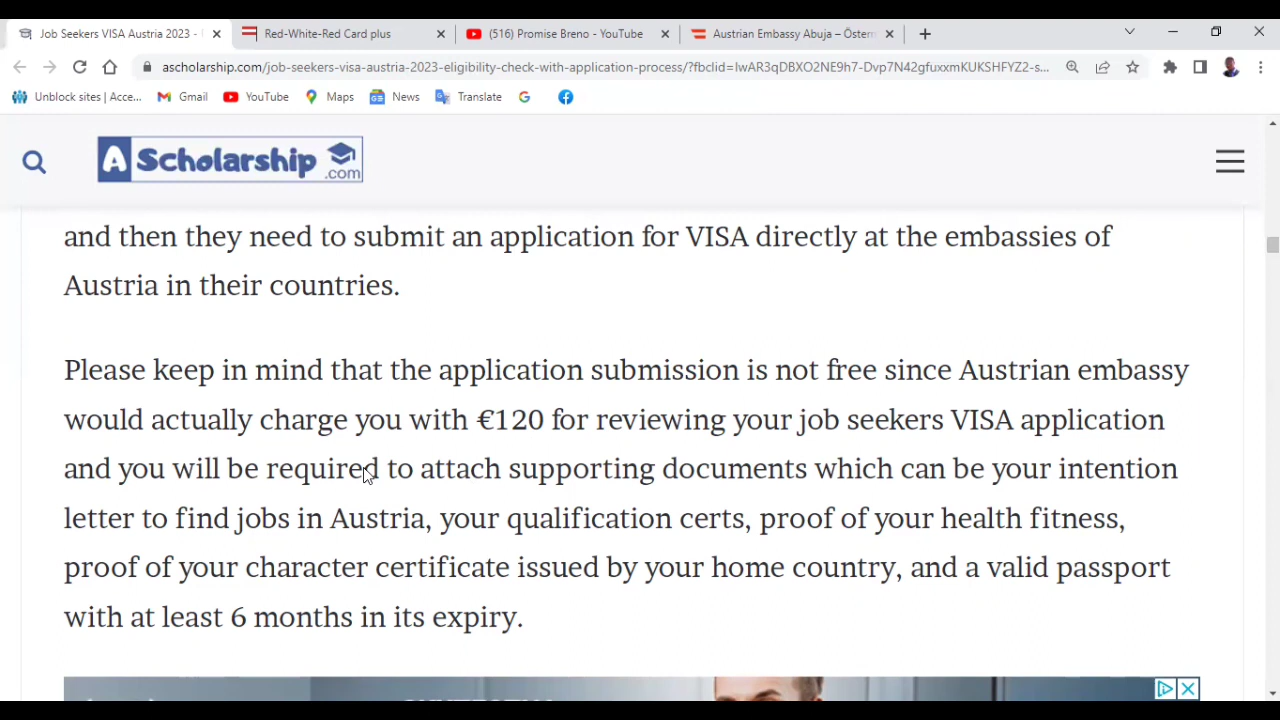 Job Seekers VISA Austria 2023 -
Red-White-Red Card plus
(516) Promise Breno - YouTube
Austrian Embassy Abuja – Österr
ascholarship.com/job-seekers-visa-austria-2023-eligibility-check-with-application-process/?fbclid=IwAR3qDBXO2NE9h7-Dvp7N42gfuxxmKUKSHFYZ2-s...
Unblock sites | Acce...
Gmail
YouTube
Maps
News
Translate
A Scholarship .com
and then they need to submit an application for VISA directly at the embassies of
Austria in their countries.
Please keep in mind that the application submission is not free since Austrian embassy
would actually charge you with €120 for reviewing your job seekers VISA application
and you will be required to attach supporting documents which can be your intention
letter to find jobs in Austria, your qualification certs, proof of your health fitness,
proof of your character certificate issued by your home country, and a valid passport
with at least 6 months in its expiry.